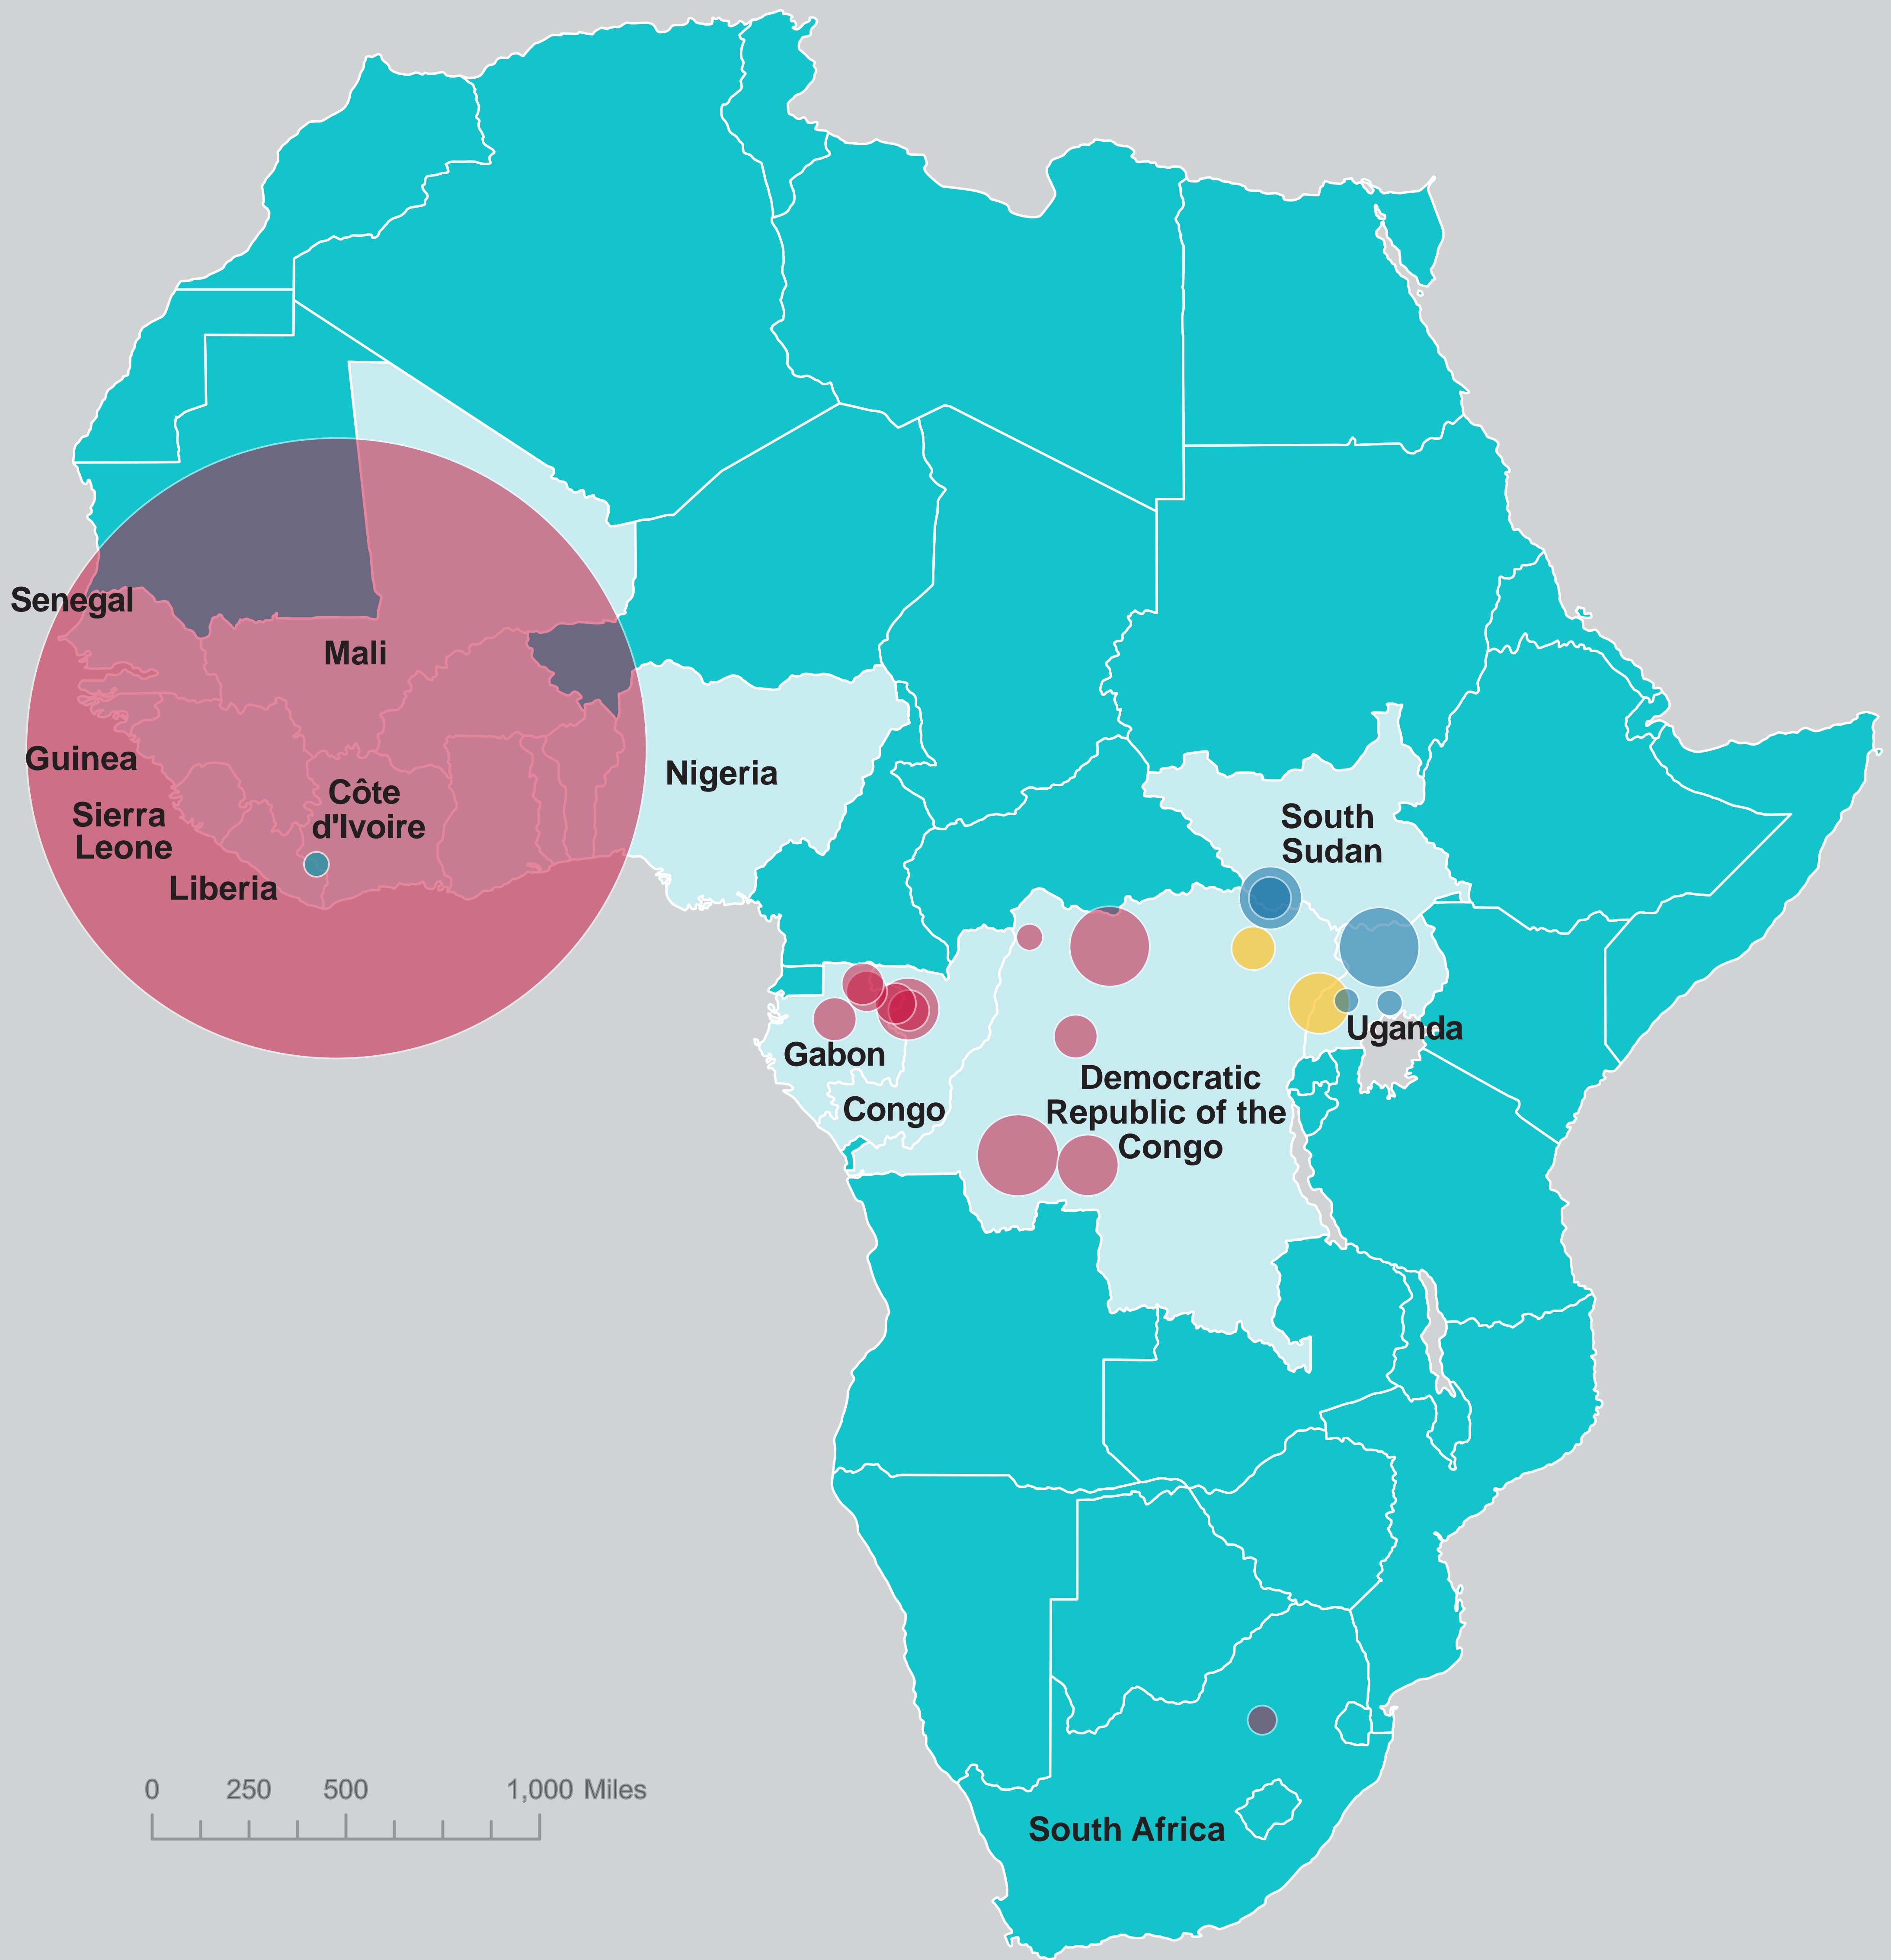 Senegal
Mali
Guinea
Sierra
Leone
Côte
d'Ivoire
Liberia
Nigeria
South
Sudan
Uganda
Gabon
Congo
Democratic
Republic of the
Congo
South Africa
0 250 500 1,000 Miles